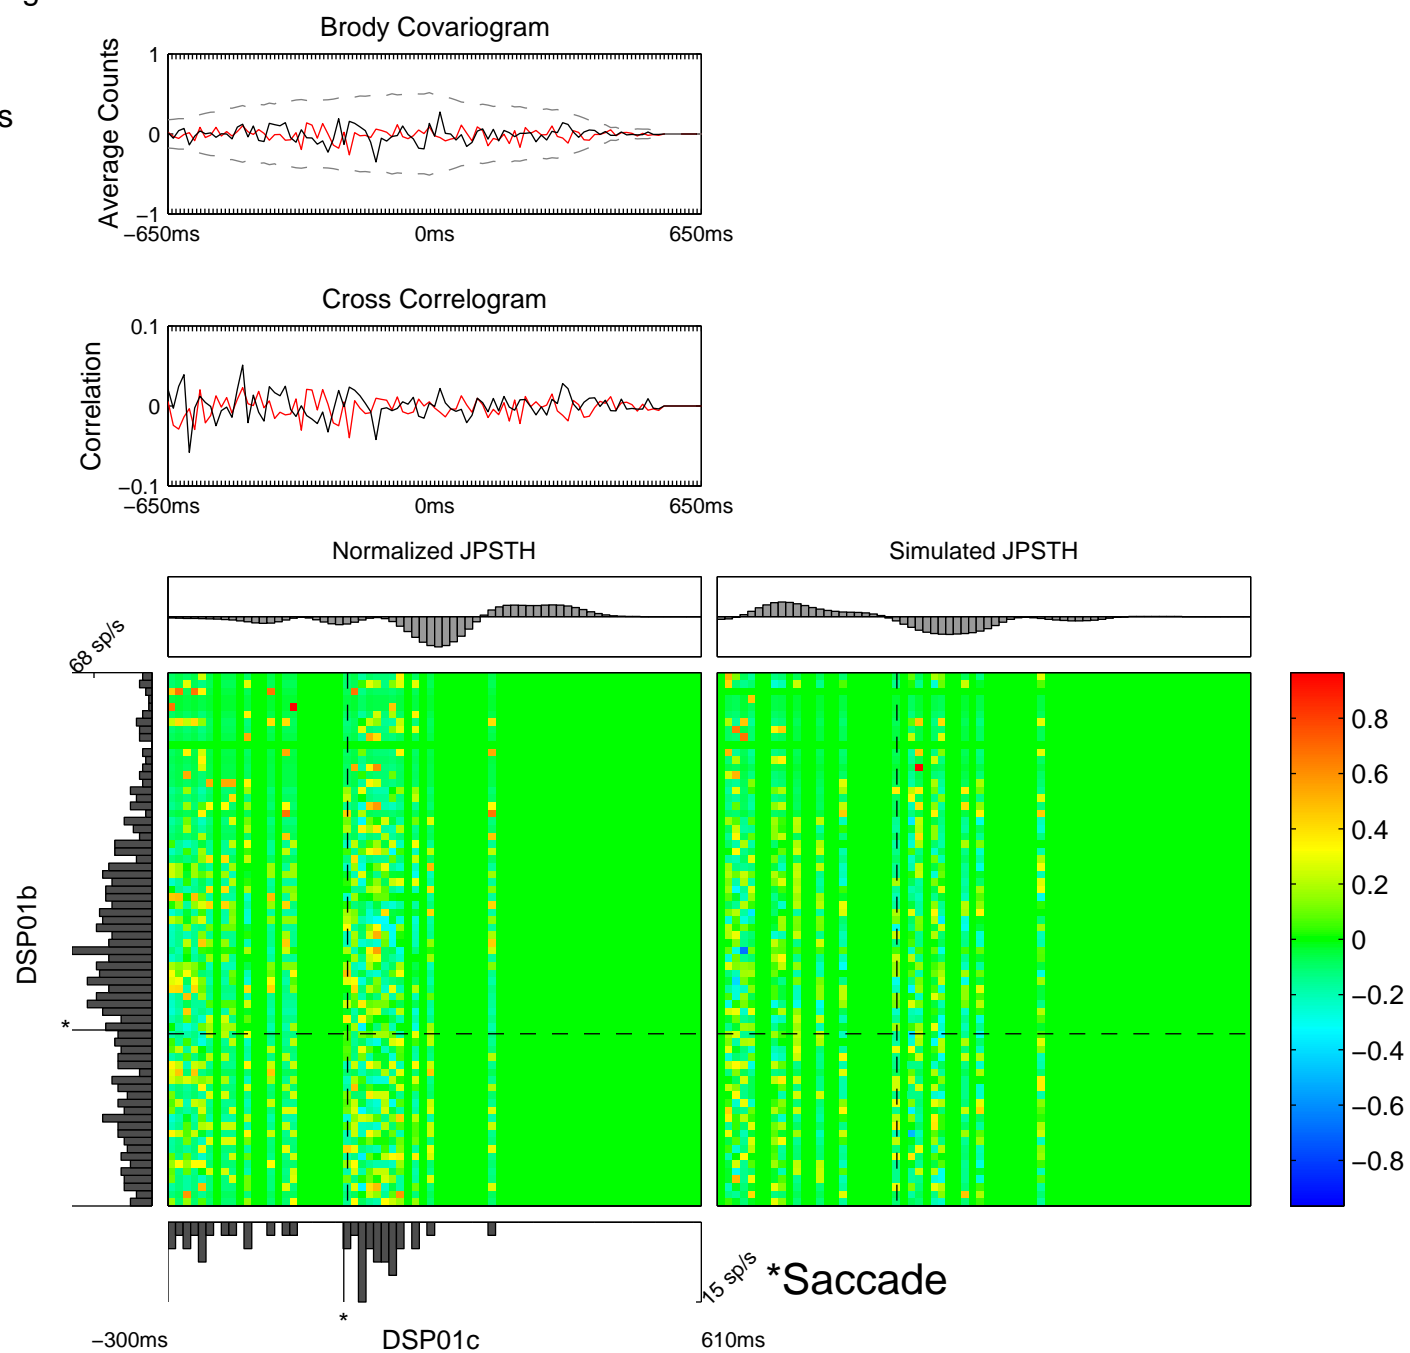 g
Brody Covariogram
s
Average Counts
1
0
−1
−650ms 0ms 650ms
Cross Correlogram
Correlation
0.1
0
−0.1
−650ms 0ms 650ms
Normalized JPSTH Simulated JPSTH
68 sp/s
DSP01b
*
0.8
0.6
0.4
0.2
0
−0.2
−0.4
−0.6
−0.8
15 sp/s
*Saccade
*
−300ms DSP01c 610ms